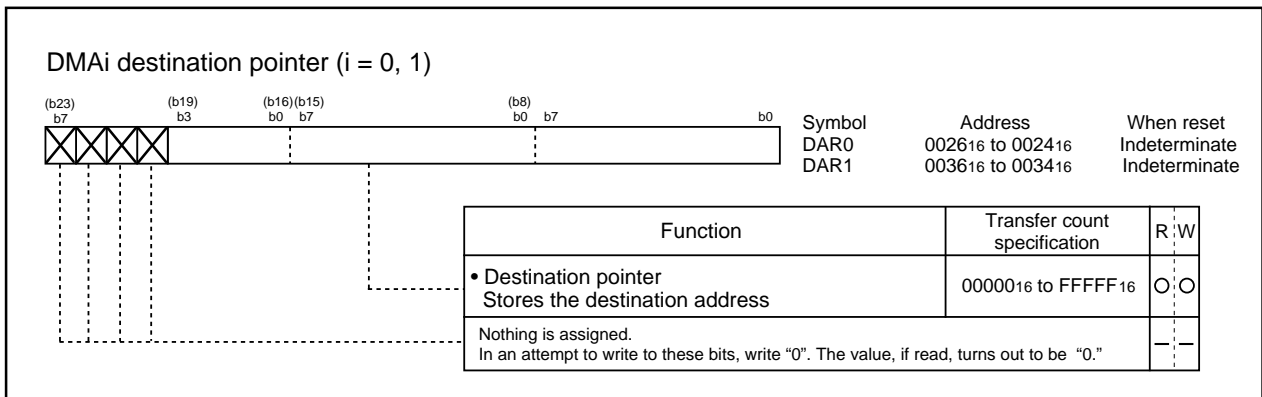 DMAi destination pointer (i = 0, 1)
(b23) (b19) (b16)(b15) (b8)
b7 b3 b0 b7 b0 b7 b0
Symbol Address When reset
DAR0 002616 to 002416 Indeterminate
DAR1 003616 to 003416 Indeterminate
Function Transfer count specification R W
• Destination pointer
Stores the destination address 0000016 to FFFFF16 O O
Nothing is assigned.
In an attempt to write to these bits, write “0”. The value, if read, turns out to be “0.” – –